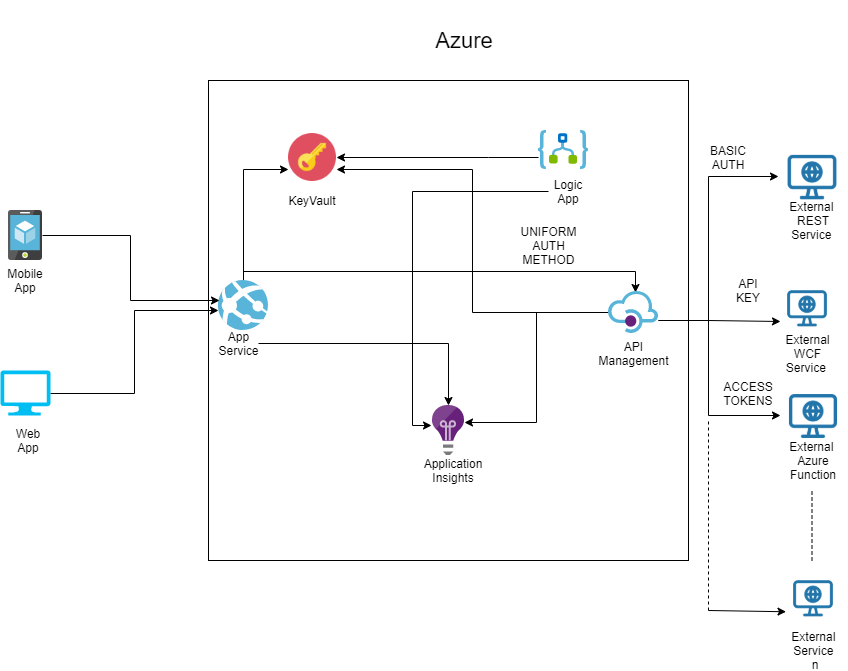 Azure
KeyVault
Logic
App
UNIFORM
AUTH
METHOD
BASIC
AUTH
External
REST
Service
Mobile
App
App
Service
API
Management
API
KEY
External
WCF
Service
Web
App
Application
Insights
ACCESS
TOKENS
External
Azure
Function
External
Service
n